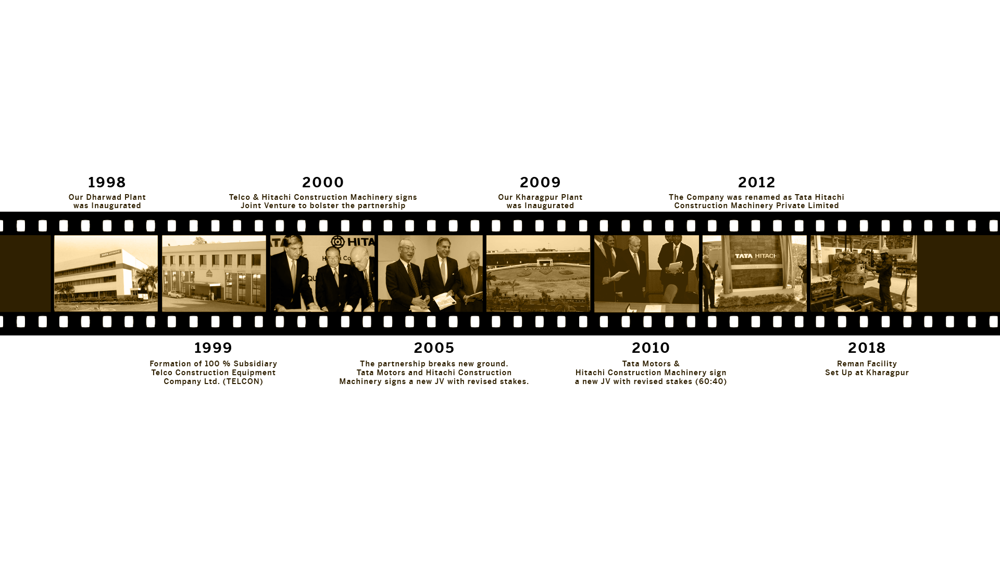 1998
Our Dharwad Plant
was Inaugurated
2000
Telco & Hitachi Construction Machinery signs
Joint Venture to bolster the partnership
2009
Our Kharagpur Plant
was Inaugurated
2012
The Company was renamed as Tata Hitachi
Construction Machinery Private Limited
TATA HITACHI
HITA
TATA HITACHI
1999
Formation of 100 % Subsidiary
Telco Construction Equipment
Company Ltd. (TELCON)
2005
The partnership breaks new ground.
Tata Motors and Hitachi Construction
Machinery signs a new JV with revised stakes.
2010
Tata Motors &
Hitachi Construction Machinery sign
a new JV with revised stakes (60:40)
2018
Reman Facility
Set Up at Kharagpur